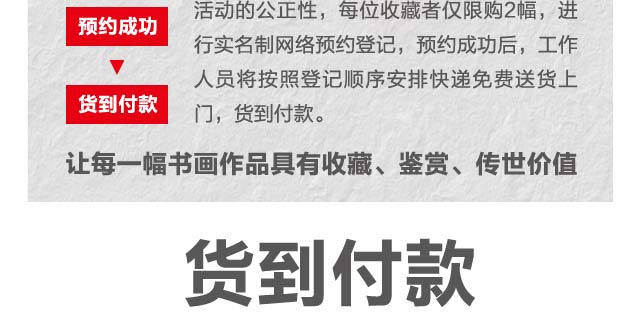 预约成功
货到付款
活动的公正性，每位收藏者仅限购2幅，进
行实名制网络预约登记，预约成功后，工作
人员将按照登记顺序安排快递免费送货上
门，货到付款。
让每一幅书画作品具有收藏、鉴赏、传世价值
货到付款